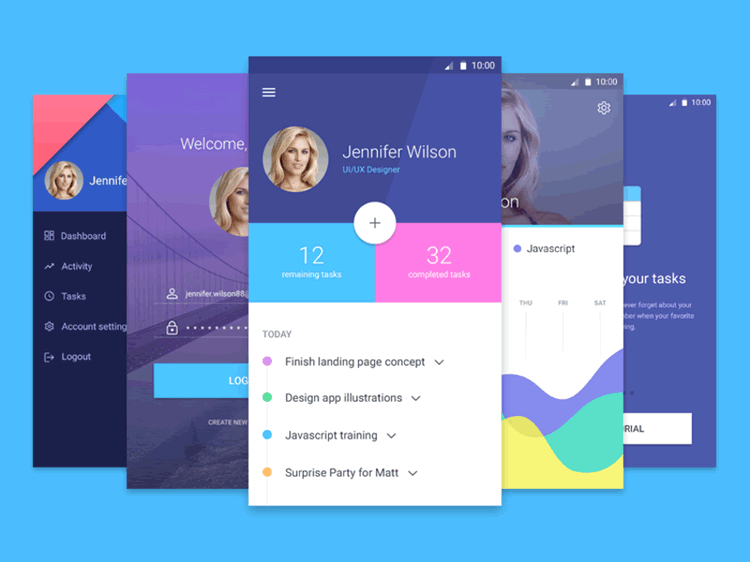 Jennife
Dashboard
Activity
Tasks
Account setting
Logout
Welcome,
jennifer.wilson88@
LOG
CREATE NEW
10:00
Jennifer Wilson
UI/UX Designer
+
12
remaining tasks
32
completed tasks
TODAY
Finish landing page concept
Design app illustrations
Javascript training
Surprise Party for Matt
10:00
son
Javascript
THU FRI SAT
10:00
your tasks
ever forget about your
mber when your favorite
ing.
RIAL